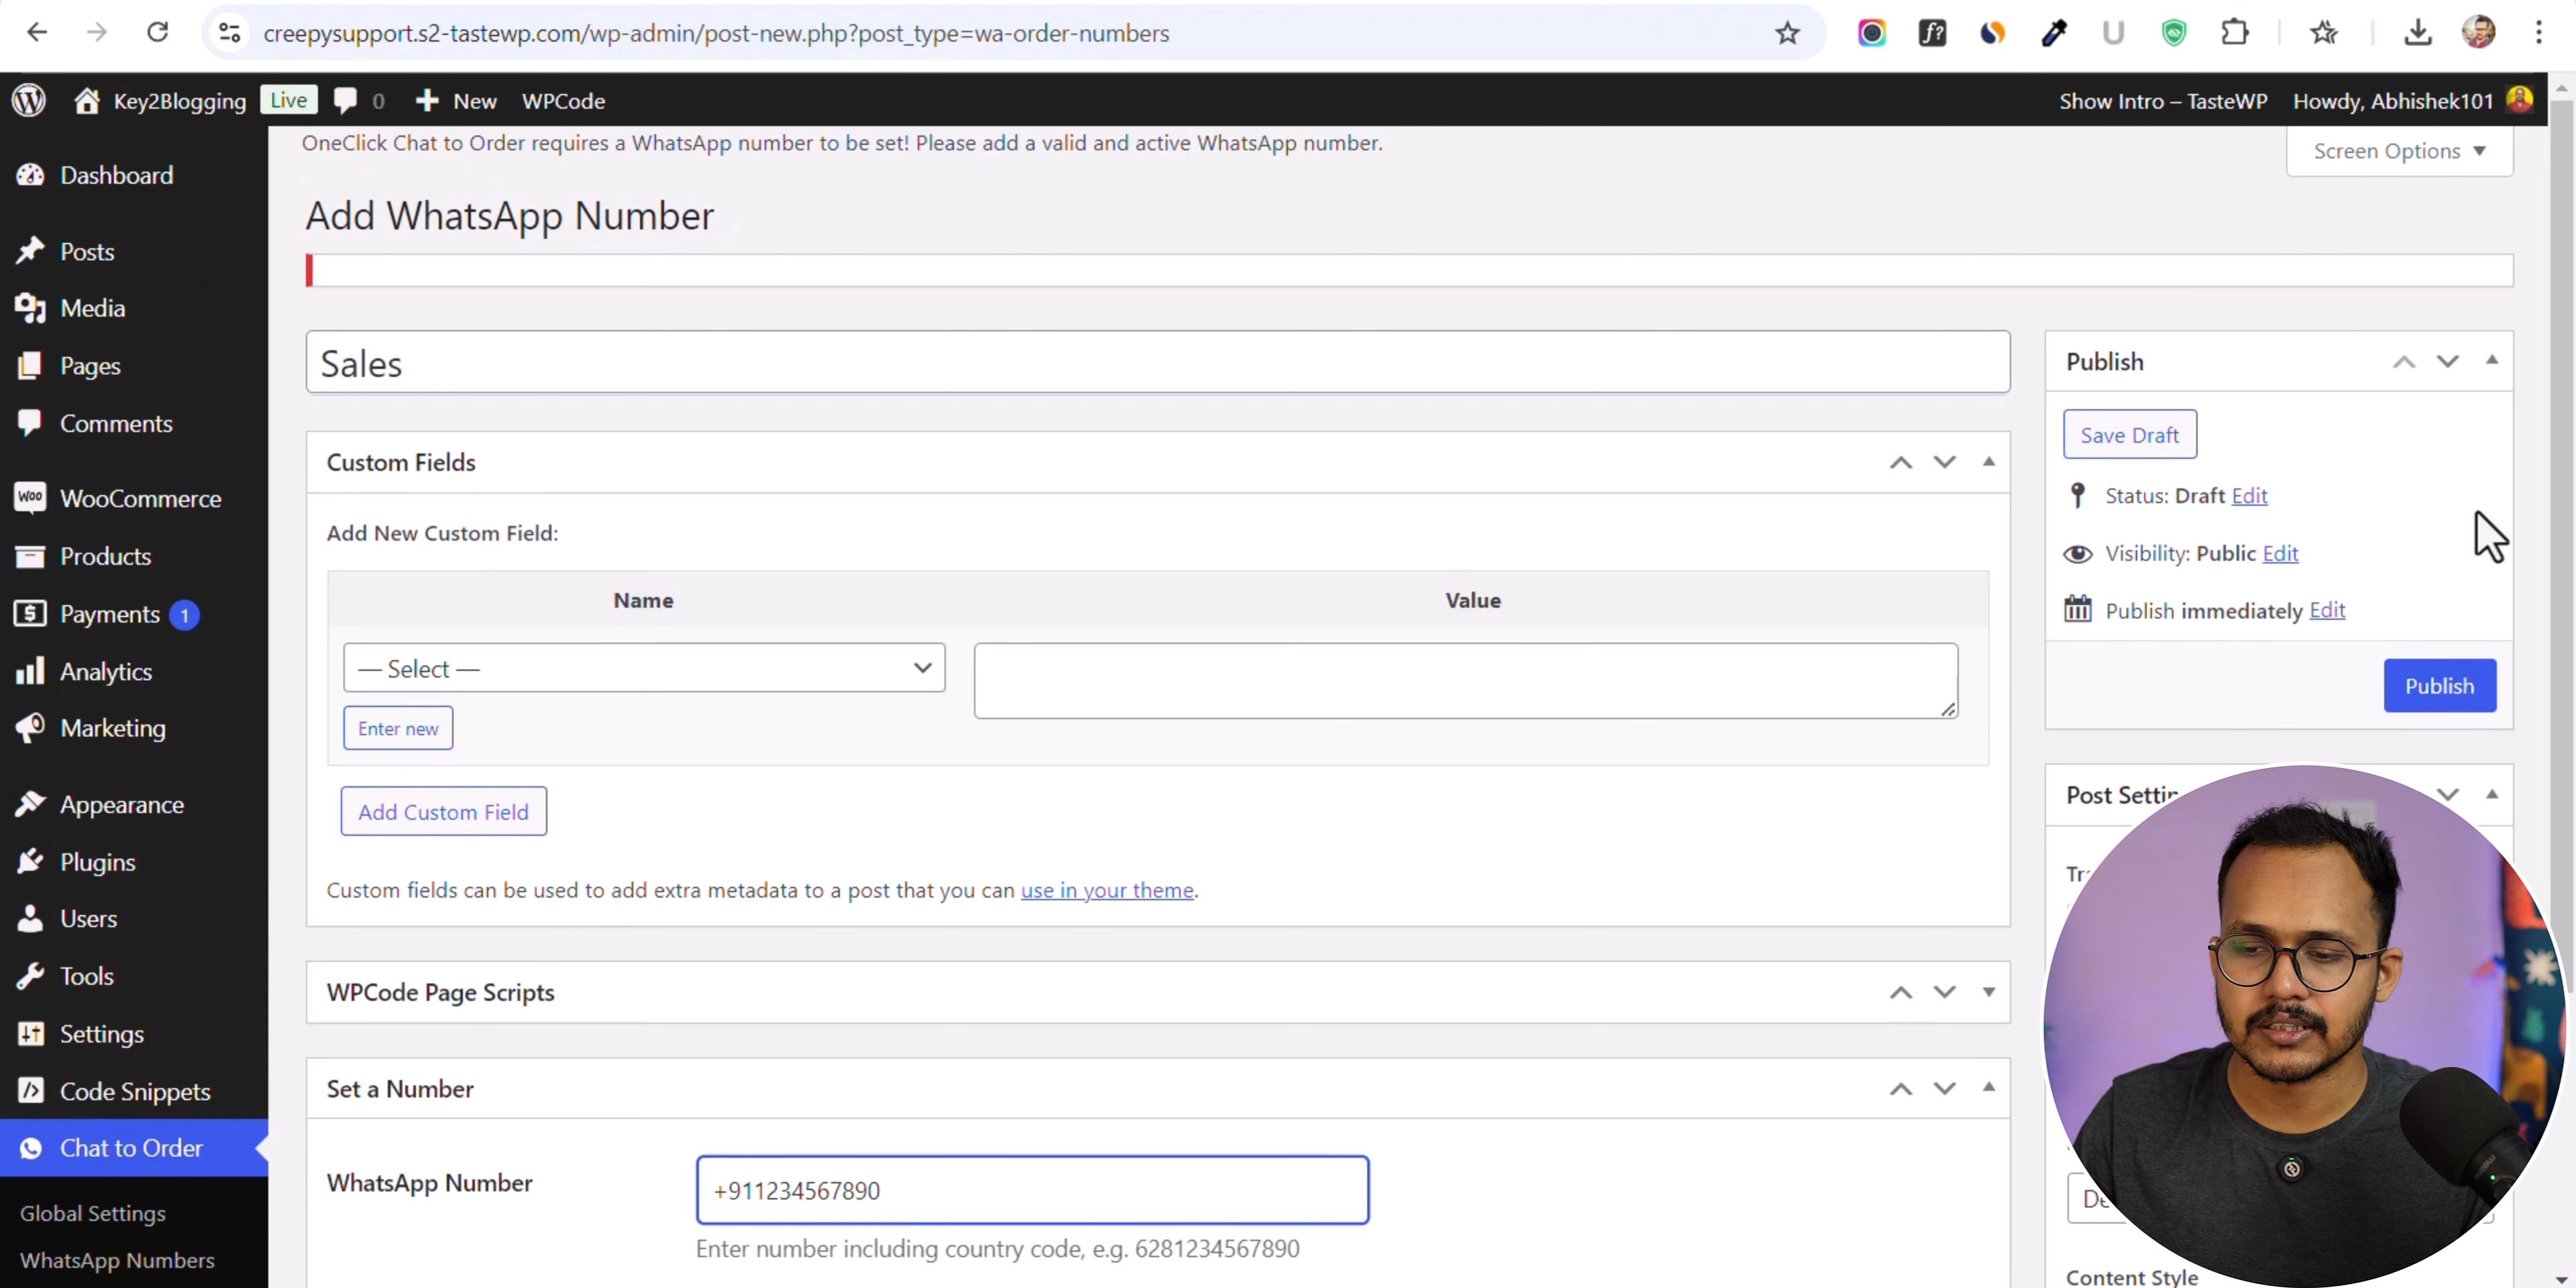 creepysupport.s2-tastewp.com/wp-admin/post-new.php?post_type=wa-order-numbers
Key2Blogging Live 0 New WPCode
Show Intro – TasteWP Howdy, Abhishek101
OneClick Chat to Order requires a WhatsApp number to be set! Please add a valid and active WhatsApp number.
Screen Options
Dashboard
Posts
Media
Pages
Comments
Woo WooCommerce
Products
Payments 1
Analytics
Marketing
Appearance
Plugins
Users
Tools
Settings
Code Snippets
Chat to Order
Global Settings
WhatsApp Numbers
Add WhatsApp Number
Sales
Custom Fields
Add New Custom Field:
Name Value
— Select —
Enter new
Add Custom Field
Custom fields can be used to add extra metadata to a post that you can use in your theme.
WPCode Page Scripts
Set a Number
WhatsApp Number
+911234567890
Enter number including country code, e.g. 6281234567890
Publish
Save Draft
Status: Draft Edit
Visibility: Public Edit
Publish immediately Edit
Publish
Post
Content Style